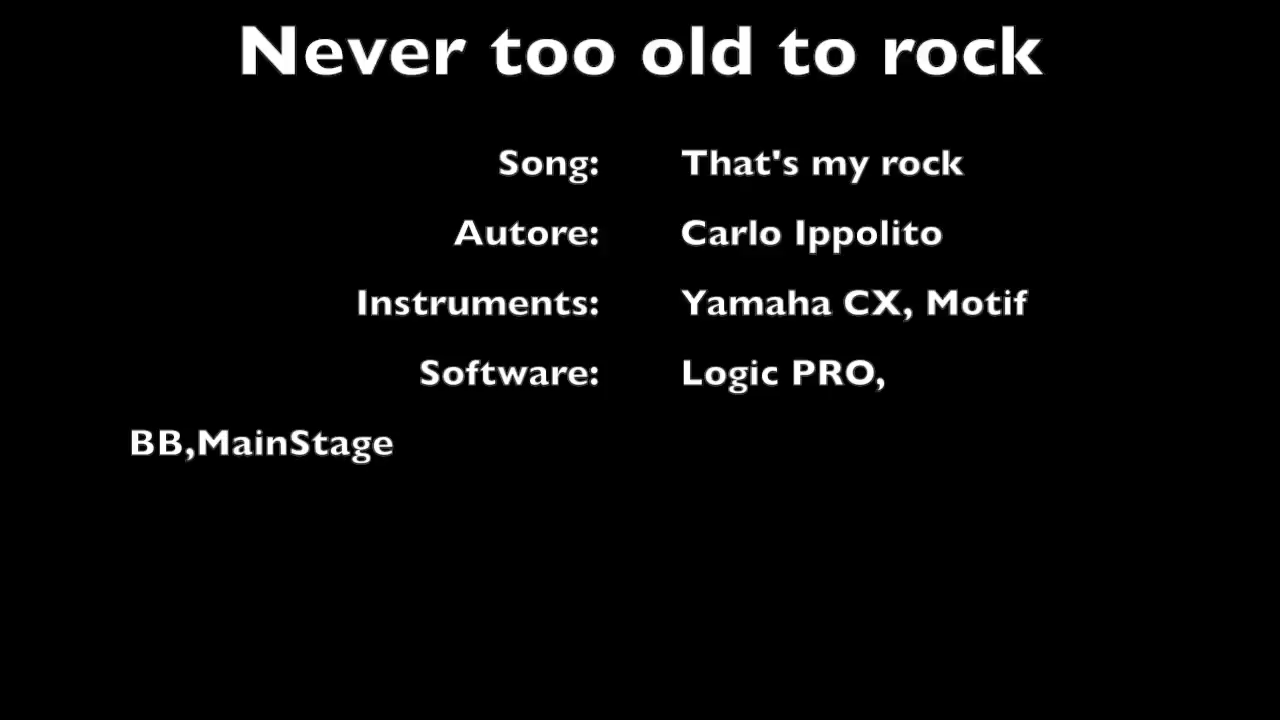 Never too old to rock
Song: That's my rock
Autore: Carlo Ippolito
Instruments: Yamaha CX, Motif
Software: Logic PRO,
BB,MainStage